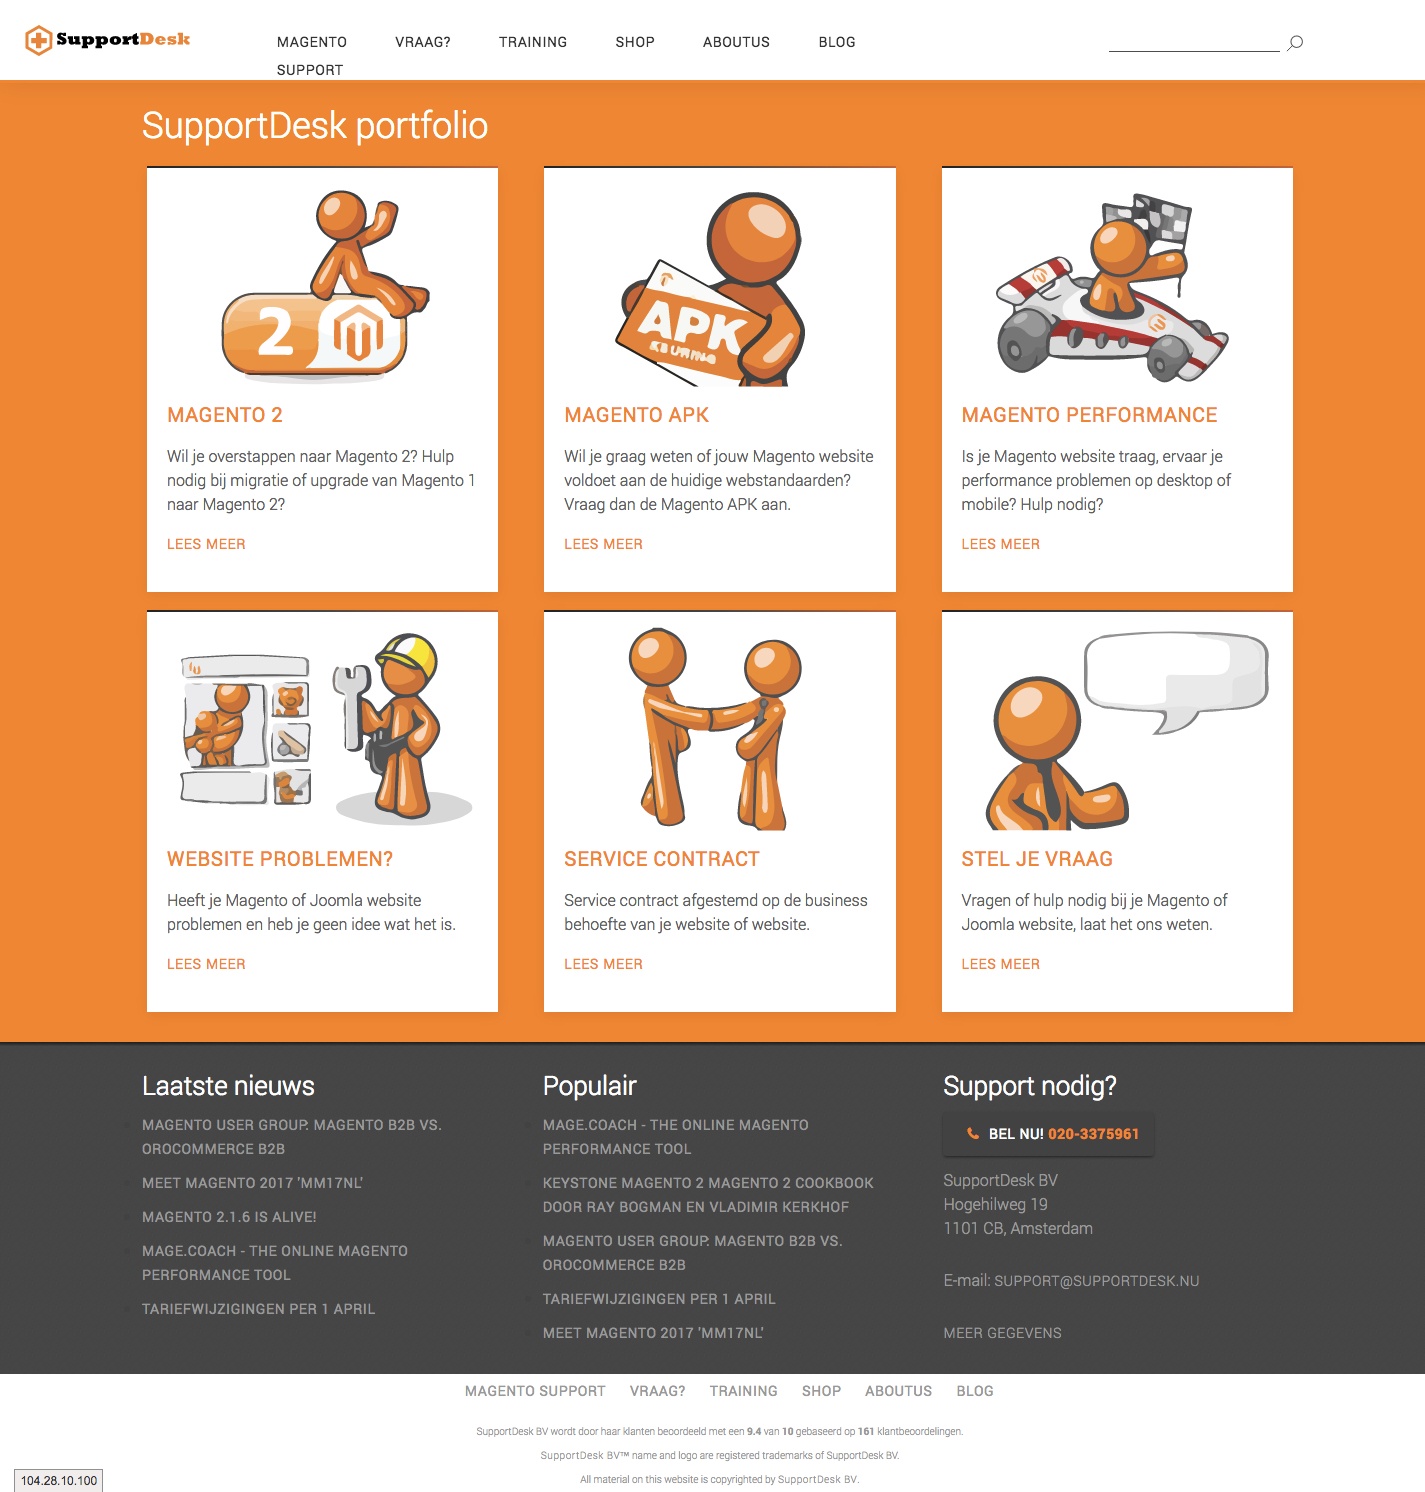 SupportDesk
MAGENTO SUPPORT
VRAAG?
TRAINING
SHOP
ABOUTUS
BLOG
SupportDesk portfolio
2
APK
MAGENTO 2
Wil je overstappen naar Magento 2? Hulp
nodig bij migratie of upgrade van Magento 1
naar Magento 2?
LEES MEER
MAGENTO APK
Wil je graag weten of jouw Magento website
voldoet aan de huidige webstandaarden?
Vraag dan de Magento APK aan.
LEES MEER
MAGENTO PERFORMANCE
Is je Magento website traag, ervaar je
performance problemen op desktop of
mobile? Hulp nodig?
LEES MEER
WEBSITE PROBLEMEN?
Heeft je Magento of Joomla website
problemen en heb je geen idee wat het is.
LEES MEER
SERVICE CONTRACT
Service contract afgestemd op de business
behoefte van je website of website.
LEES MEER
STEL JE VRAAG
Vragen of hulp nodig bij je Magento of
Joomla website, laat het ons weten.
LEES MEER
Laatste nieuws
MAGENTO USER GROUP: MAGENTO B2B VS.
OROCOMMERCE B2B
MEET MAGENTO 2017 'MM17NL'
MAGENTO 2.1.6 IS ALIVE!
MAGE.COACH - THE ONLINE MAGENTO
PERFORMANCE TOOL
TARIEFWIJZIGINGEN PER 1 APRIL
Populair
MAGE.COACH - THE ONLINE MAGENTO
PERFORMANCE TOOL
KEYSTONE MAGENTO 2 MAGENTO 2 COOKBOOK
DOOR RAY BOGMAN EN VLADIMIR KERKHOF
MAGENTO USER GROUP: MAGENTO B2B VS.
OROCOMMERCE B2B
TARIEFWIJZIGINGEN PER 1 APRIL
MEET MAGENTO 2017 'MM17NL'
Support nodig?
BEL NU! 020-3375961
SupportDesk BV
Hogehilweg 19
1101 CB, Amsterdam
E-mail: SUPPORT@SUPPORTDESK.NU
MEER GEGEVENS
MAGENTO SUPPORT VRAAG? TRAINING SHOP ABOUTUS BLOG
SupportDesk BV wordt door haar klanten beoordeeld met een 9.4 van 10 gebaseerd op 161 klantbeoordelingen.
SupportDesk BV™ name and logo are registered trademarks of SupportDesk BV.
All material on this website is copyrighted by SupportDesk BV.
104.28.10.100